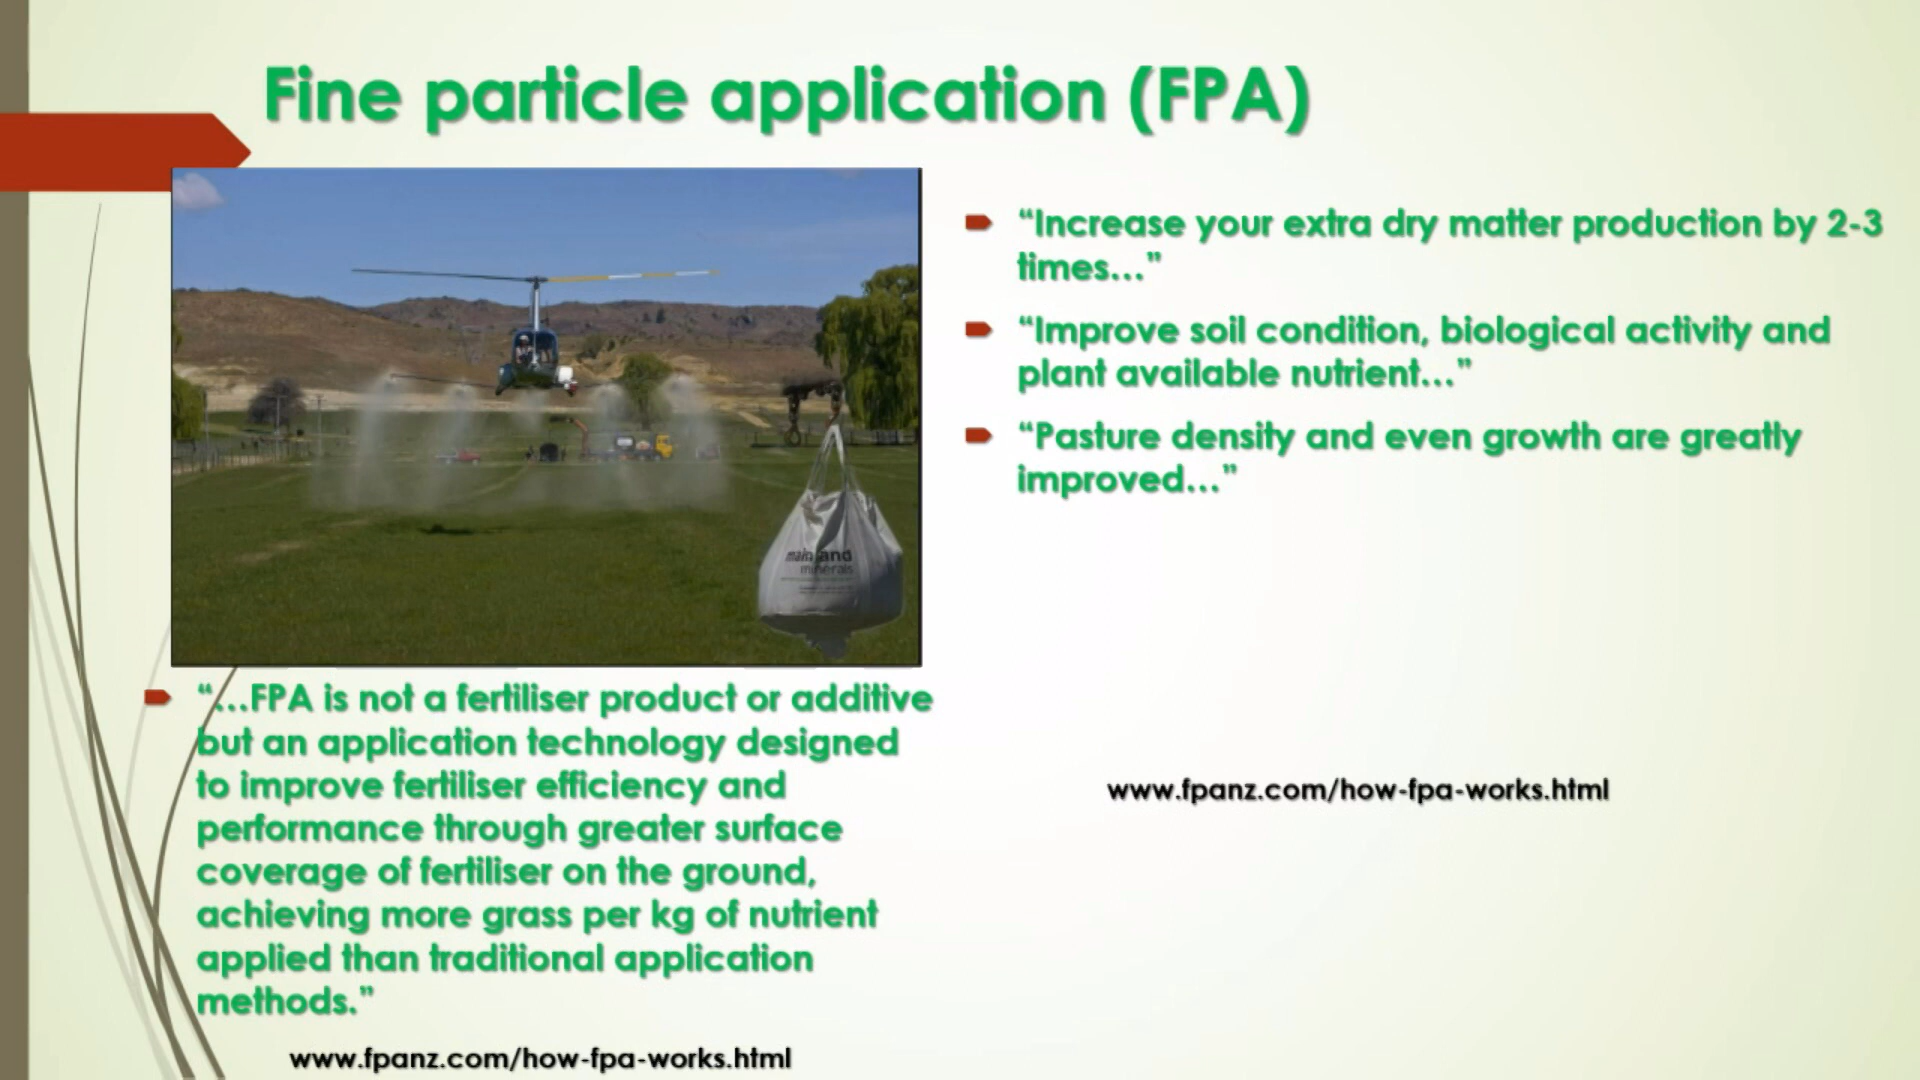 Fine particle application (FPA)
mainland
minerals
“…FPA is not a fertiliser product or additive
but an application technology designed
to improve fertiliser efficiency and
performance through greater surface
coverage of fertiliser on the ground,
achieving more grass per kg of nutrient
applied than traditional application
methods.”
www.fpanz.com/how-fpa-works.html
“Increase your extra dry matter production by 2-3
times…”
“Improve soil condition, biological activity and
plant available nutrient…”
“Pasture density and even growth are greatly
improved…”
www.fpanz.com/how-fpa-works.html